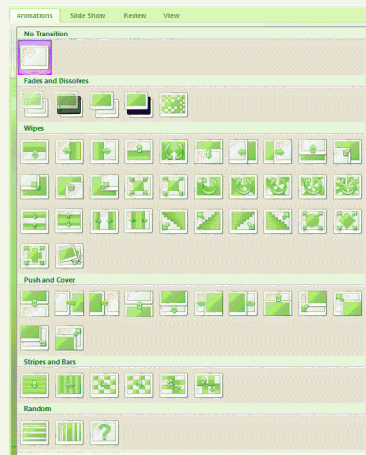 Animations Slide Show Review View
No Transition
Fades and Dissolves
Wipes
Push and Cover
Stripes and Bars
Random